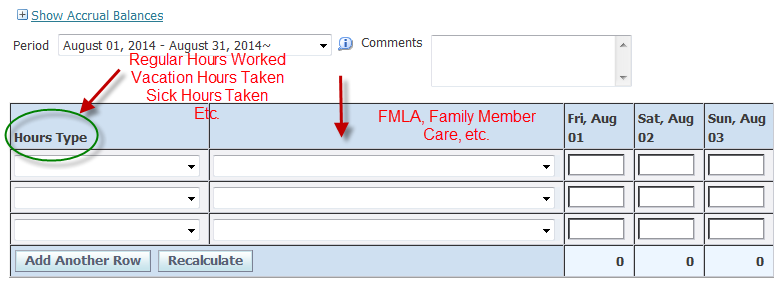 Show Accrual Balances
Period August 01, 2014 - August 31, 2014~ Comments
Regular Hours Worked
Vacation Hours Taken
Sick Hours Taken
Etc.
FMLA, Family Member
Care, etc.
Hours Type
Fri, Aug
01
Sat, Aug
02
Sun, Aug
03
Add Another Row Recalculate 0 0 0